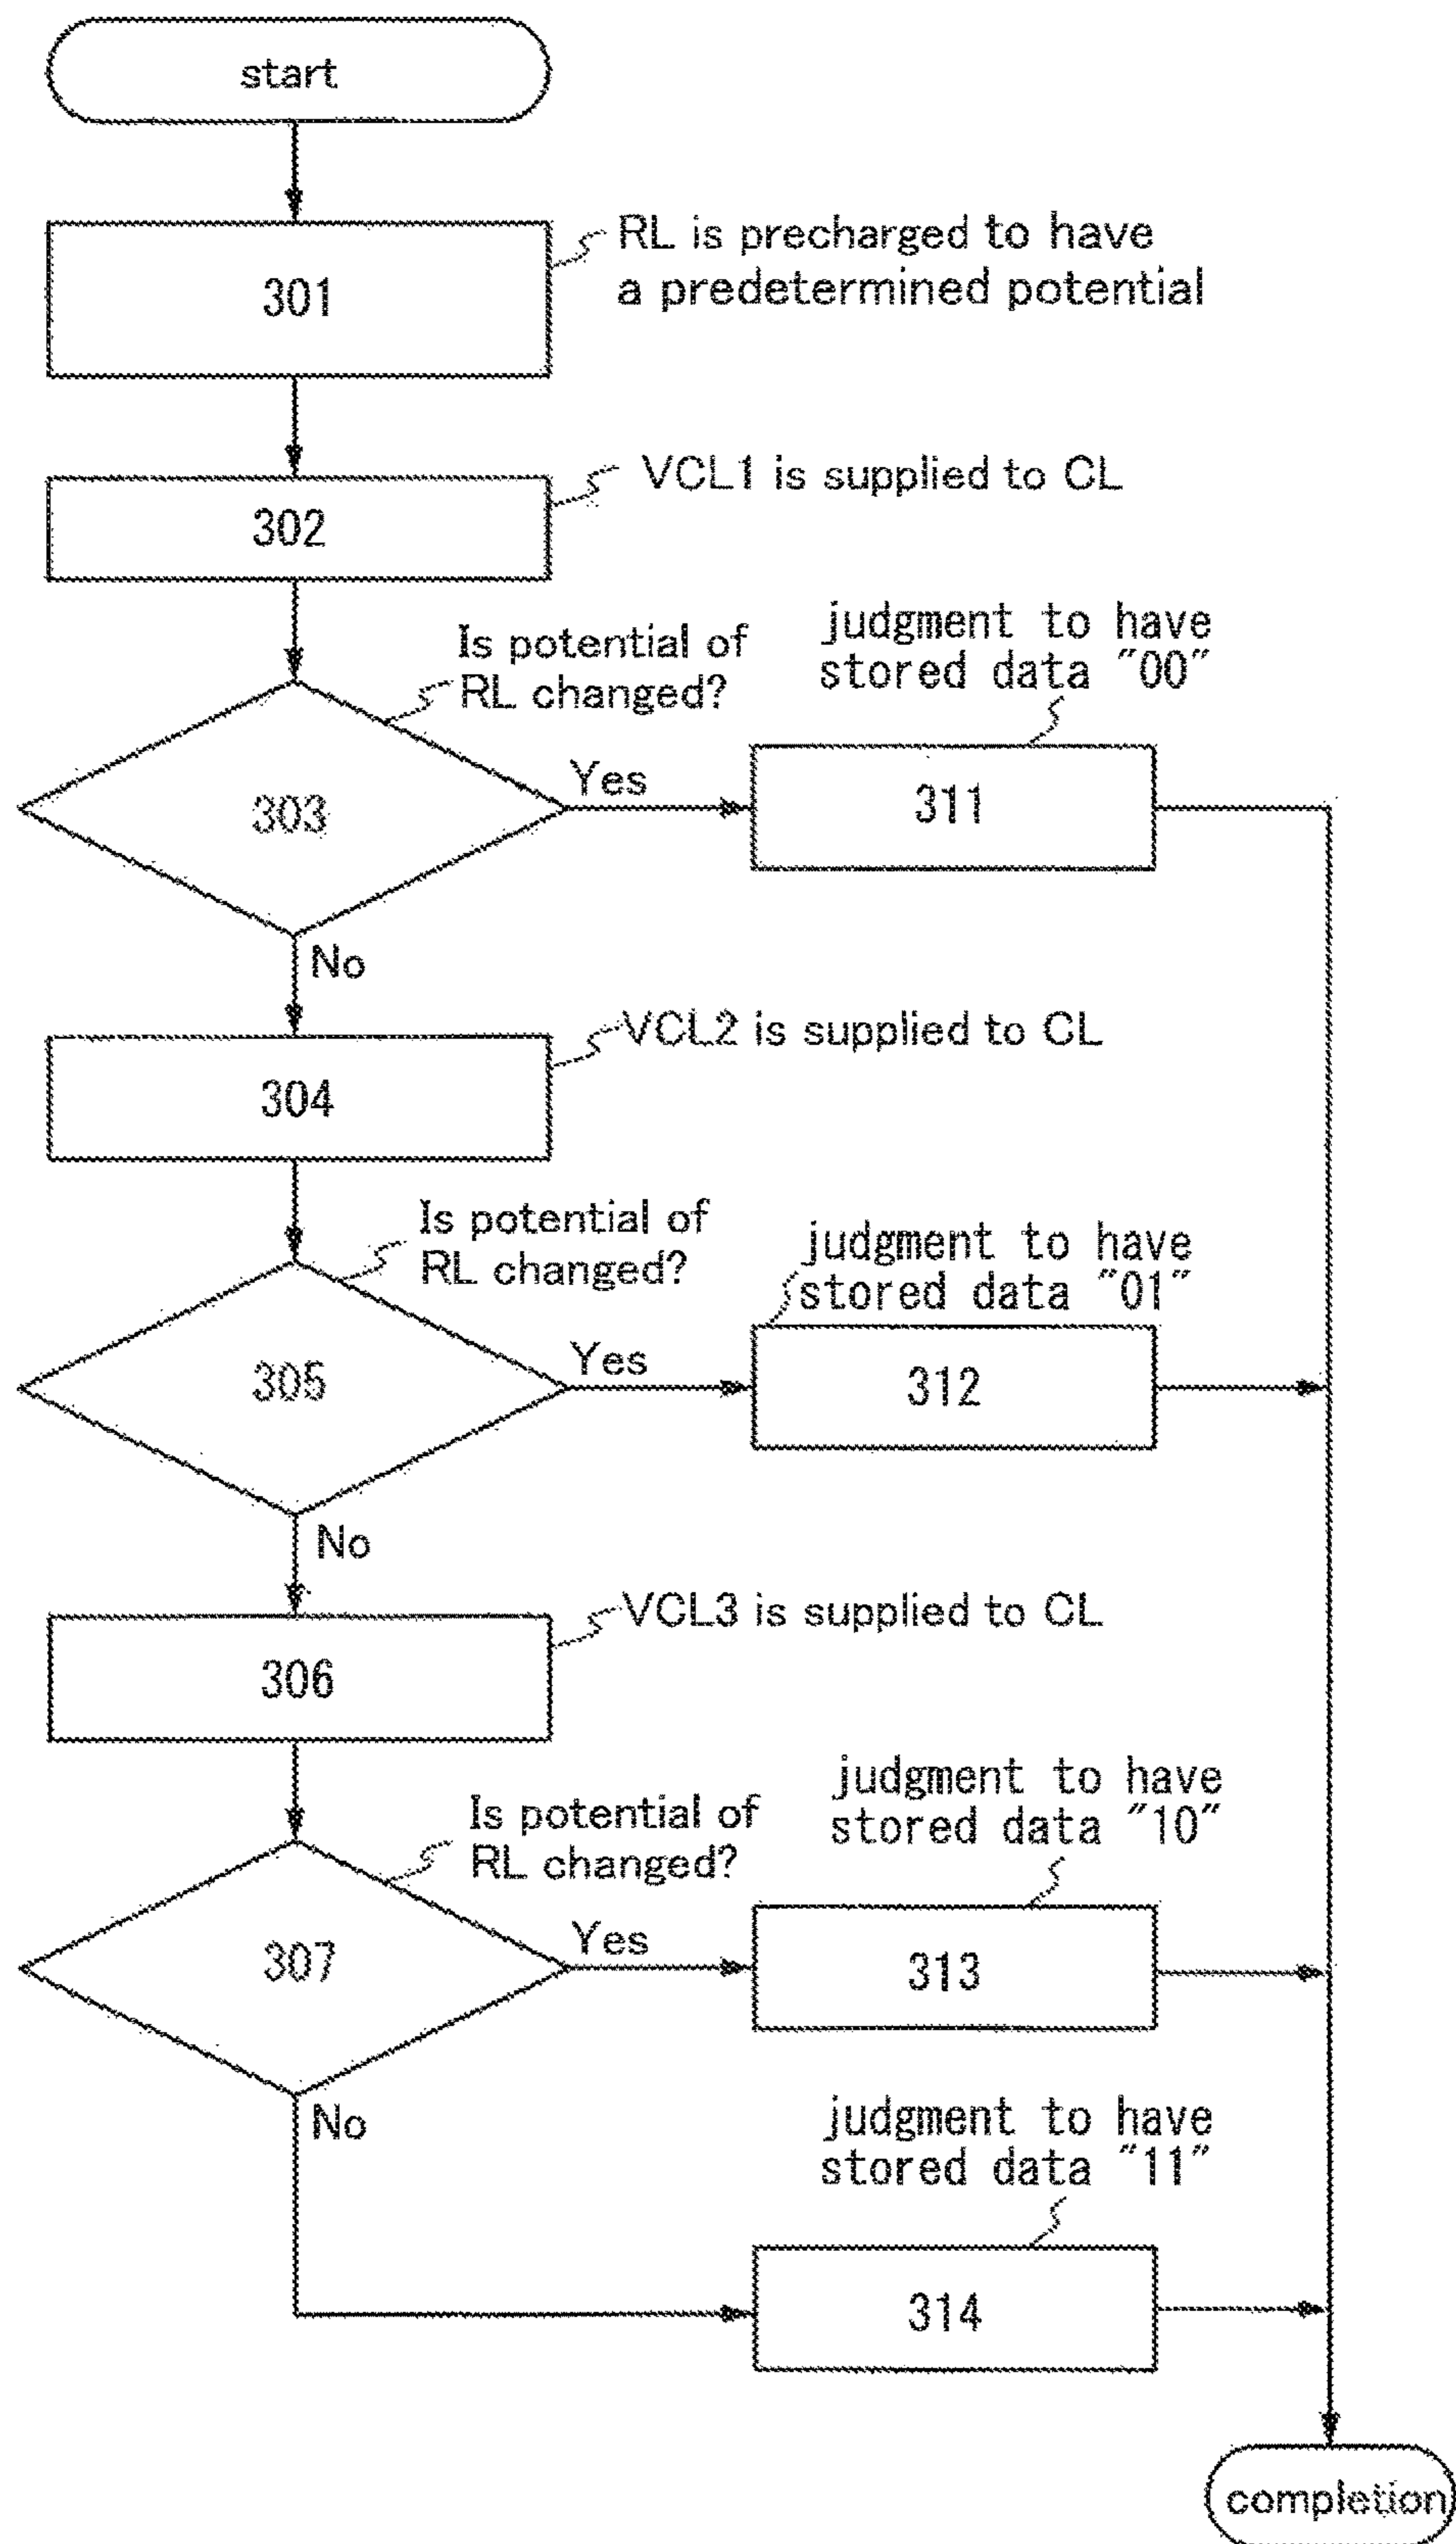 start
301
RL is precharged to have
a predetermined potential
302
VCL1 is supplied to CL
Is potential of
RL changed?
303
Yes
judgment to have
stored data "00"
311
No
304
VCL2 is supplied to CL
Is potential of
RL changed?
305
Yes
judgment to have
stored data "01"
312
No
306
VCL3 is supplied to CL
Is potential of
RL changed?
307
Yes
judgment to have
stored data "10"
313
No
judgment to have
stored data "11"
314
completion